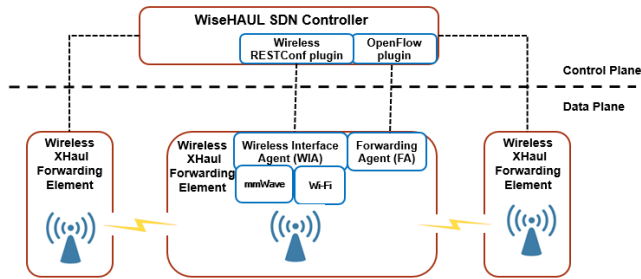 WiseHAUL SDN Controller
Wireless
RESTConf plugin
OpenFlow
plugin
Control Plane
Data Plane
Wireless
XHaul
Forwarding
Element
Wireless
XHaul
Forwarding
Element
Wireless Interface
Agent (WIA)
Forwarding
Agent (FA)
mmWave
Wi-Fi
Wireless
XHaul
Forwarding
Element